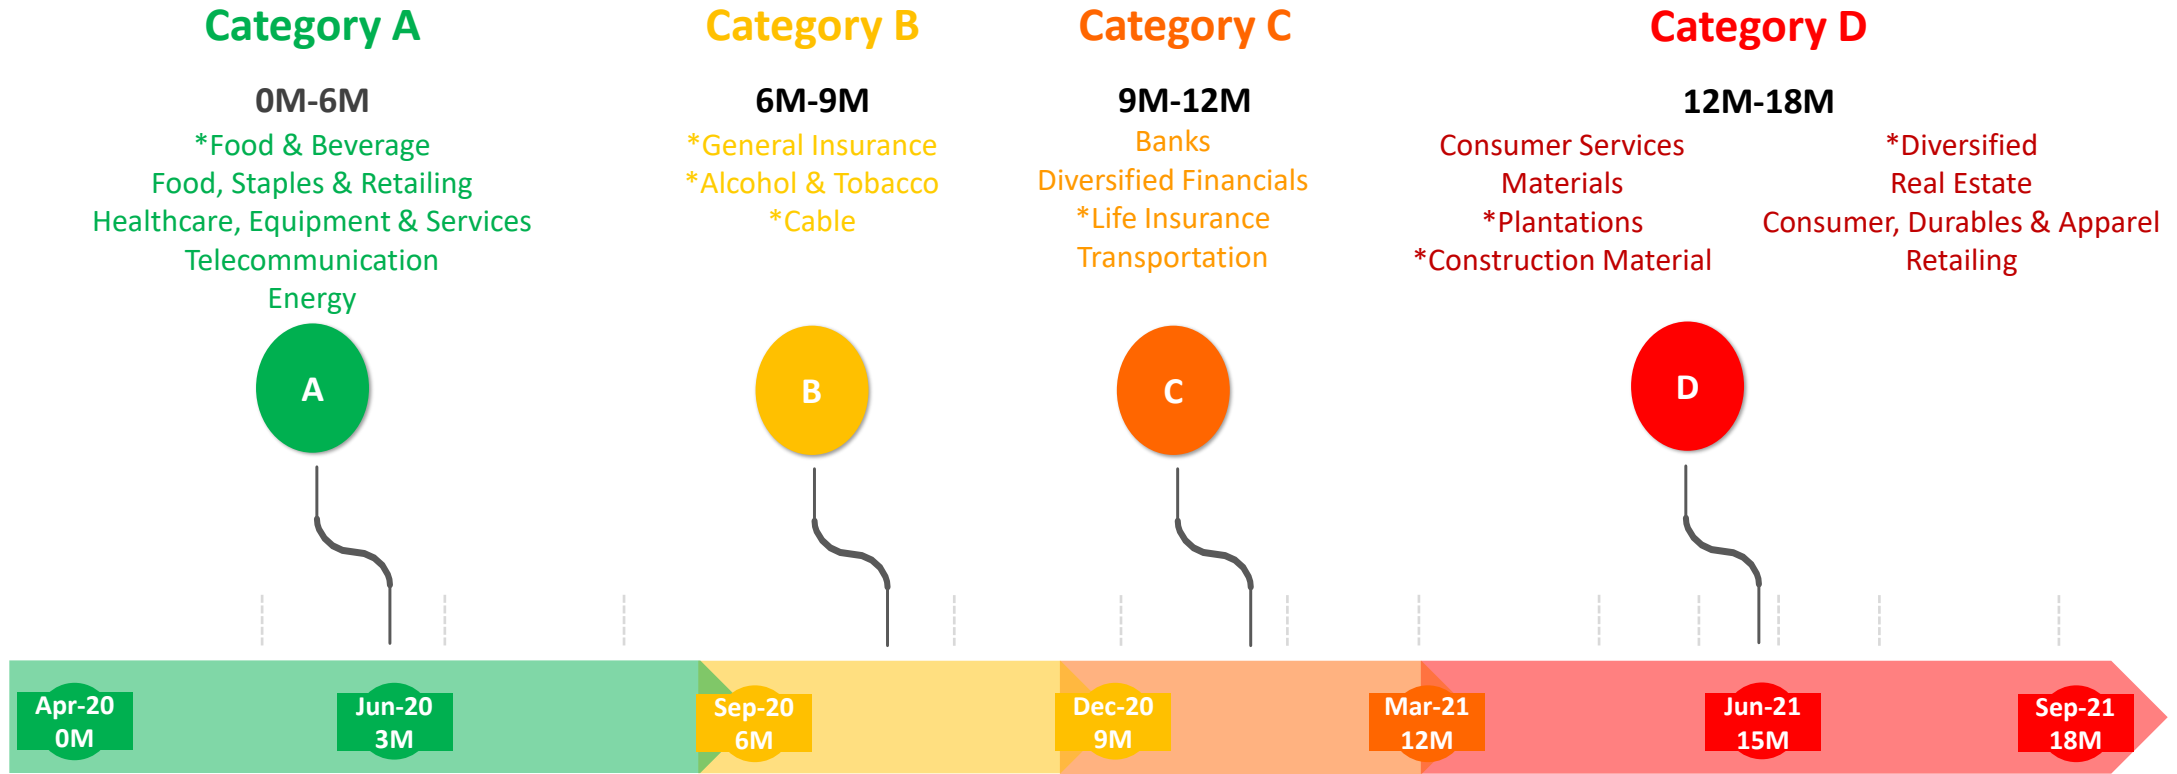 Category A
0M-6M
*Food & Beverage
Food, Staples & Retailing
Healthcare, Equipment & Services
Telecommunication
Energy
A
Category B
6M-9M
*General Insurance
*Alcohol & Tobacco
*Cable
B
Category C
9M-12M
Banks
Diversified Financials
*Life Insurance
Transportation
C
Category D
12M-18M
Consumer Services
Materials
*Plantations
*Construction Material
*Diversified
Real Estate
Consumer, Durables & Apparel
Retailing
D
Apr-20
0M
Jun-20
3M
Sep-20
6M
Dec-20
9M
Mar-21
12M
Jun-21
15M
Sep-21
18M